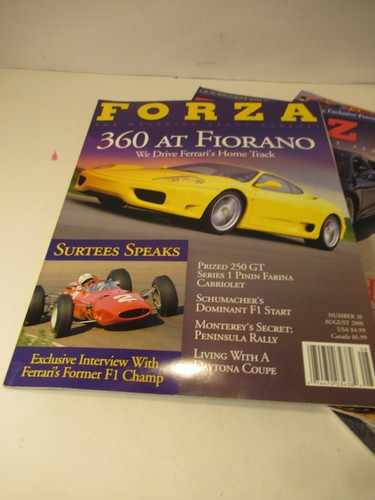 FORZA
360 AT FIORANO
We Drive Ferrari's Home Track
SURTEES SPEAKS
Exclusive Interview With
Ferrari's Former F1 Champ
PRIZED 250 GT
SERIES 1 PININ FARINA
CABRIOLET
SCHUMACHER'S
DOMINANT F1 START
MONTEREY'S SECRET:
PENINSULA RALLY
LIVING WITH A
DAYTONA COUPE
AUGUST 2000
USA $4.99
Canada $6.99
Exclusive Ferrari
Z